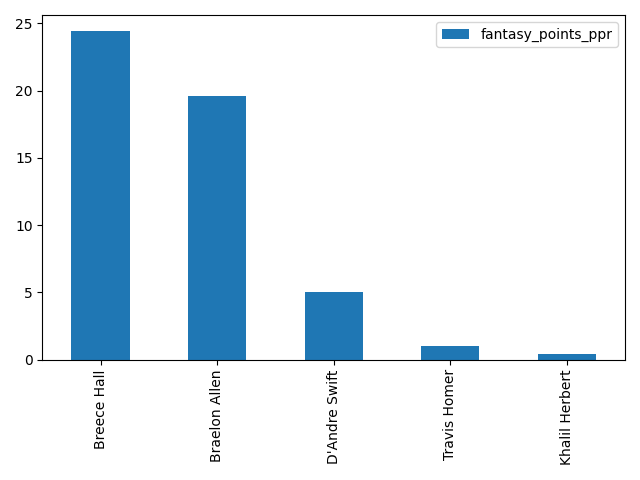 25
20
15
10
5
0
fantasy_points_ppr
Breece Hall
Braelon Allen
D'Andre Swift
Travis Homer
Khalil Herbert